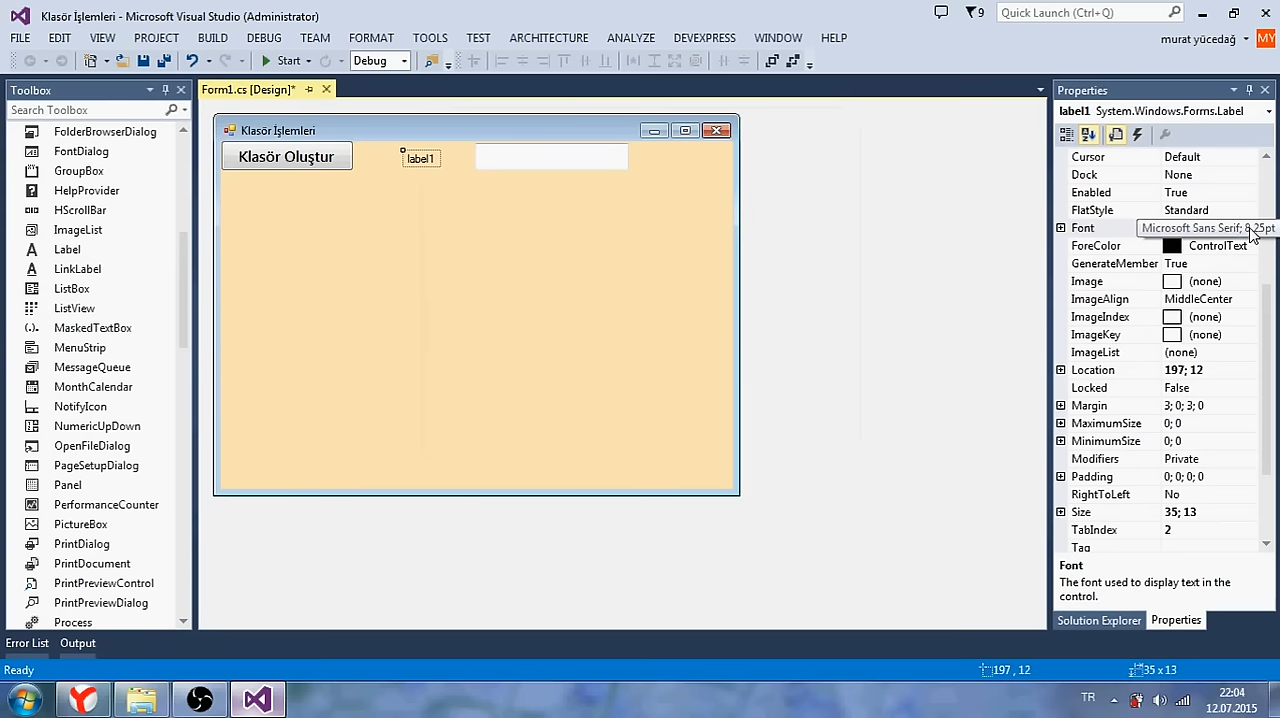 Klasör İşlemleri - Microsoft Visual Studio (Administrator)
9
Quick Launch (Ctrl+Q)
FILE EDIT VIEW PROJECT BUILD DEBUG TEAM FORMAT TOOLS TEST ARCHITECTURE ANALYZE DEVEXPRESS WINDOW HELP
murat yücedağ MY
Start Debug
Toolbox
Search Toolbox
FolderBrowserDialog
FontDialog
GroupBox
HelpProvider
HScrollBar
ImageList
Label
LinkLabel
ListBox
ListView
MaskedTextBox
MenuStrip
MessageQueue
MonthCalendar
NotifyIcon
NumericUpDown
OpenFileDialog
PageSetupDialog
Panel
PerformanceCounter
PictureBox
PrintDialog
PrintDocument
PrintPreviewControl
PrintPreviewDialog
Process
Form1.cs [Design]*
Klasör İşlemleri
Klasör Oluştur
label1
Properties
label1 System.Windows.Forms.Label
Cursor Default
Dock None
Enabled True
FlatStyle Standard
Font Microsoft Sans Serif; 8,25pt
ForeColor ControlText
GenerateMember True
Image (none)
ImageAlign MiddleCenter
ImageIndex (none)
ImageKey (none)
ImageList (none)
Location 197; 12
Locked False
Margin 3; 0; 3; 0
MaximumSize 0; 0
MinimumSize 0; 0
Modifiers Private
Padding 0; 0; 0; 0
RightToLeft No
Size 35; 13
TabIndex 2
Tag
Font
The font used to display text in the
control.
Solution Explorer Properties
Error List Output
Ready 197 , 12 35 x 13
TR
22:04
12.07.2015